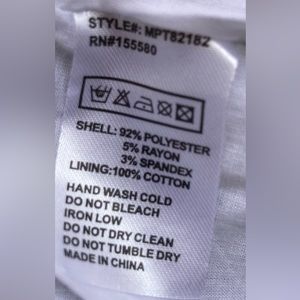 STYLE#: MPT8218Z
RN#155580
SHELL: 92% POLYESTER
5% RAYON
3% SPANDEX
LINING:100% COTTON
HAND WASH COLD
DO NOT BLEACH
IRON LOW
DO NOT DRY CLEAN
DO NOT TUMBLE DRY
MADE IN CHINA